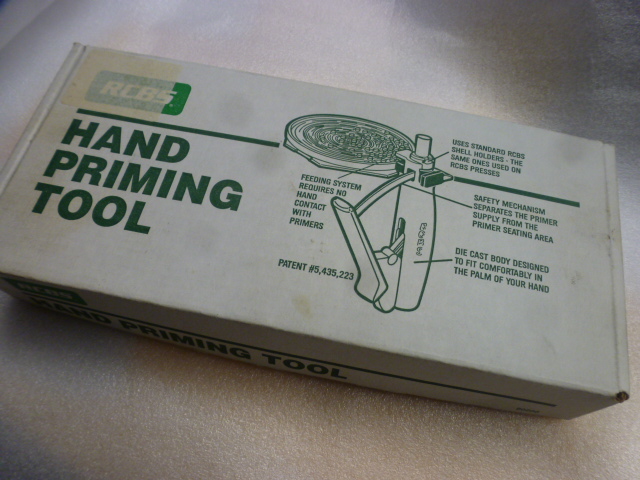 RCBS
HAND
PRIMING
TOOL
FEEDING SYSTEM
REQUIRES NO
HAND
CONTACT
WITH
PRIMERS
PATENT #5,435,223
USES STANDARD RCBS
SHELL HOLDERS - THE
SAME ONES USED ON
RCBS PRESSES
SAFETY MECHANISM
SEPARATES THE PRIMER
SUPPLY FROM THE
PRIMER SEATING AREA
DIE CAST BODY DESIGNED
TO FIT COMFORTABLY IN
THE PALM OF YOUR HAND
RCBS
RCBS
HAND PRIMING TOOL